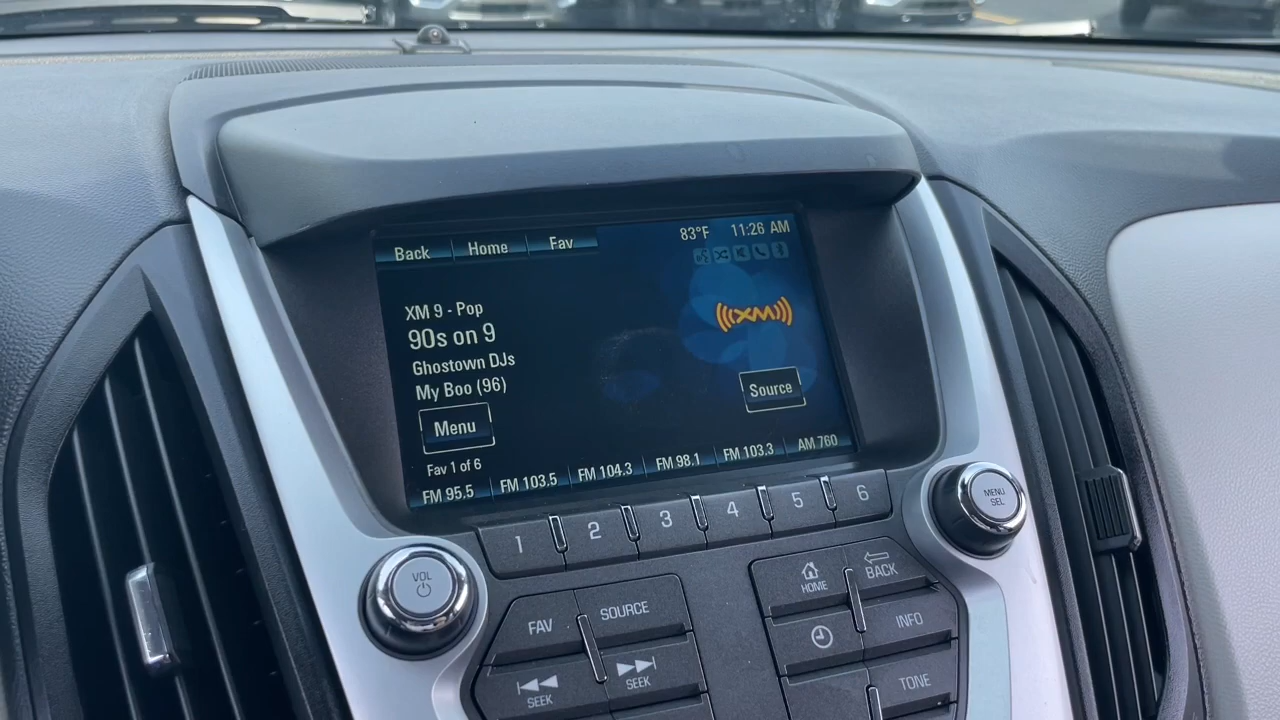 Back Home Fav 83°F 11:26 AM
XM 9 - Pop
90s on 9
Ghostown DJs
My Boo (96)
XM
Menu
Source
Fav 1 of 6
FM 95.5 FM 103.5 FM 104.3 FM 98.1 FM 103.3 AM 760
1 2 3 4 5 6
VOL
MENU
SEL
FAV SOURCE
SEEK SEEK
HOME BACK
INFO
TONE